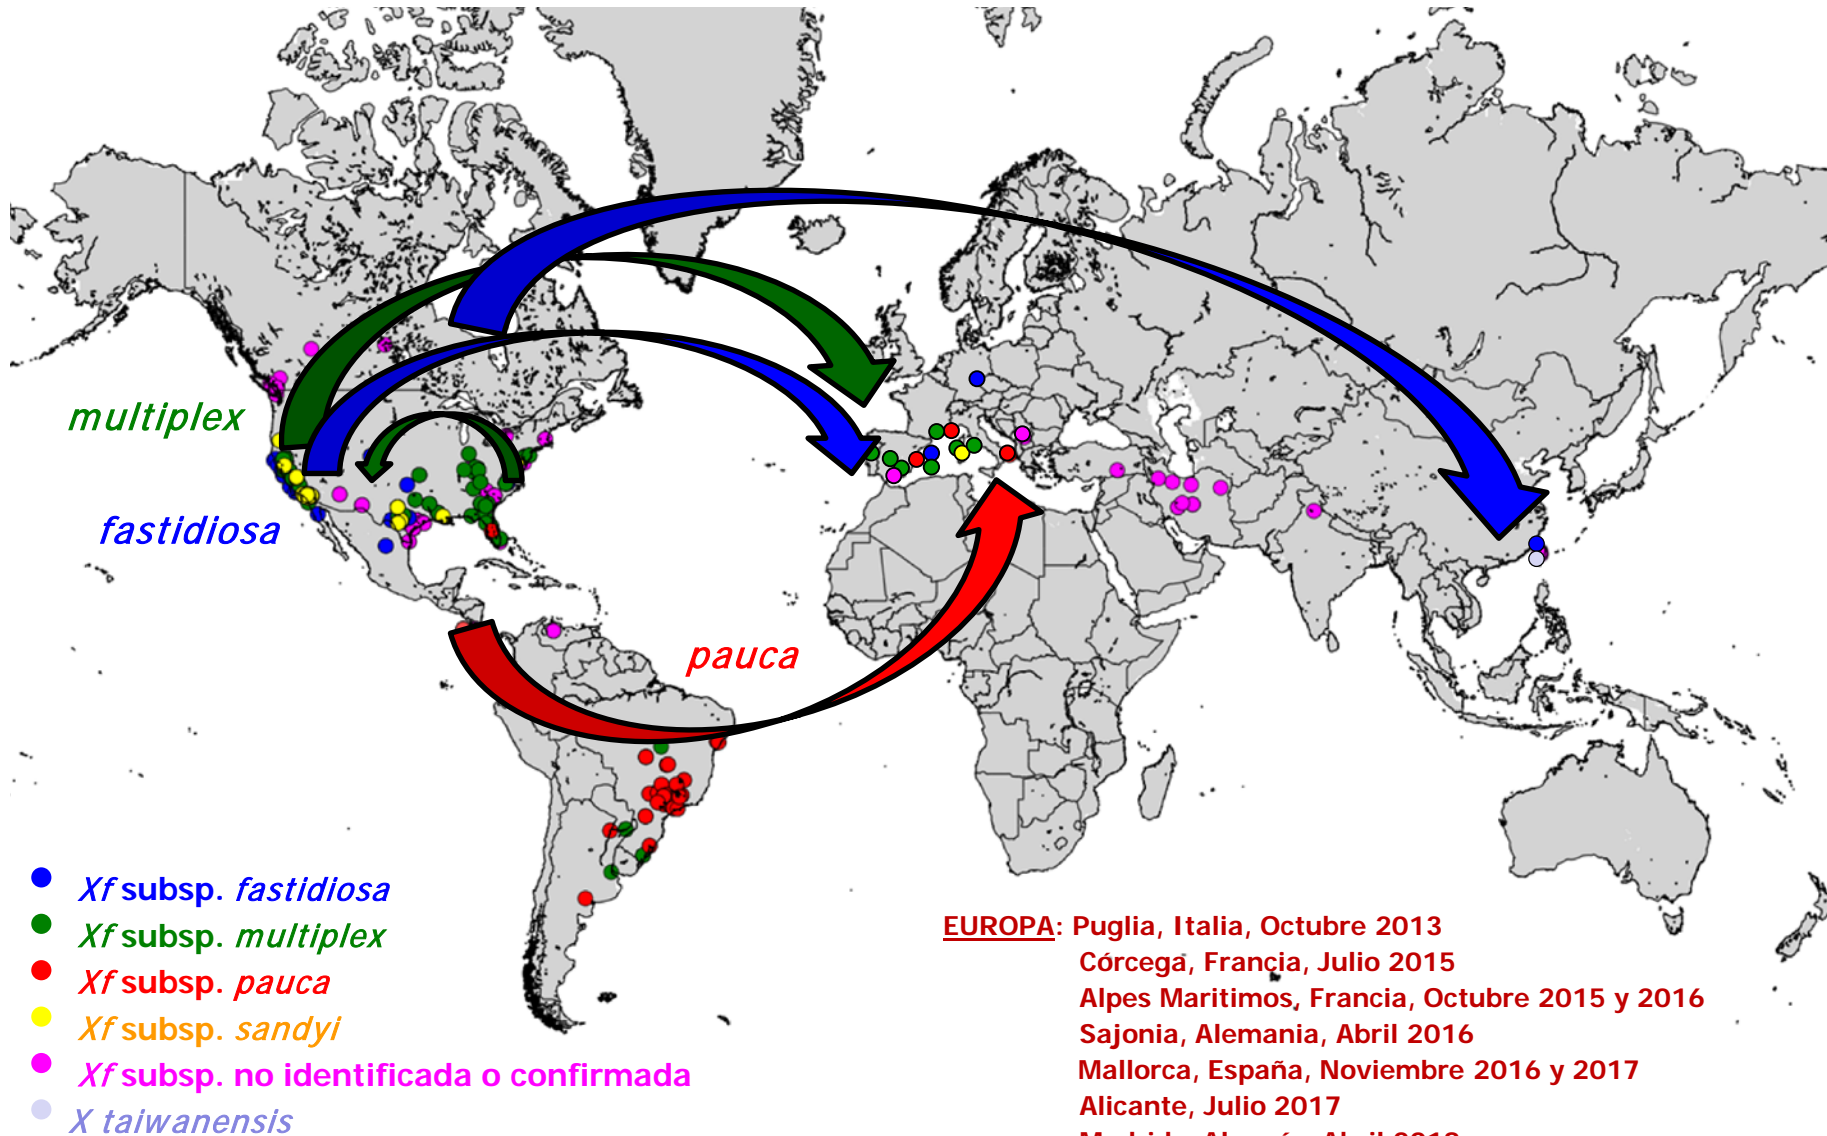 multiplex
fastidiosa
pauca
Xf subsp. fastidiosa
Xf subsp. multiplex
Xf subsp. pauca
Xf subsp. sandyi
Xf subsp. no identificada o confirmada
X taiwanensis
EUROPA: Puglia, Italia, Octubre 2013
Córcega, Francia, Julio 2015
Alpes Maritimos, Francia, Octubre 2015 y 2016
Sajonia, Alemania, Abril 2016
Mallorca, España, Noviembre 2016 y 2017
Alicante, Julio 2017